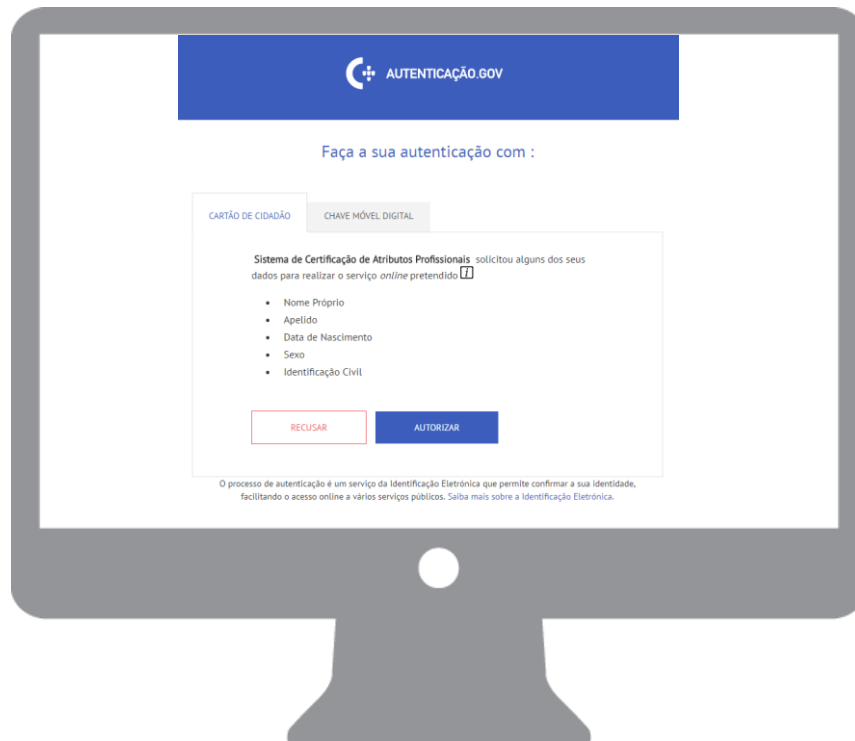 AUTENTICAÇÃO.GOV
Faça a sua autenticação com :
CARTÃO DE CIDADÃO
CHAVE MÓVEL DIGITAL
Sistema de Certificação de Atributos Profissionais solicitou alguns dos seus
dados para realizar o serviço online pretendido i
• Nome Próprio
• Apelido
• Data de Nascimento
• Sexo
• Identificação Civil
RECUSAR
AUTORIZAR
O processo de autenticação é um serviço da Identificação Eletrónica que permite confirmar a sua identidade,
facilitando o acesso online a vários serviços públicos. Saiba mais sobre a Identificação Eletrónica.